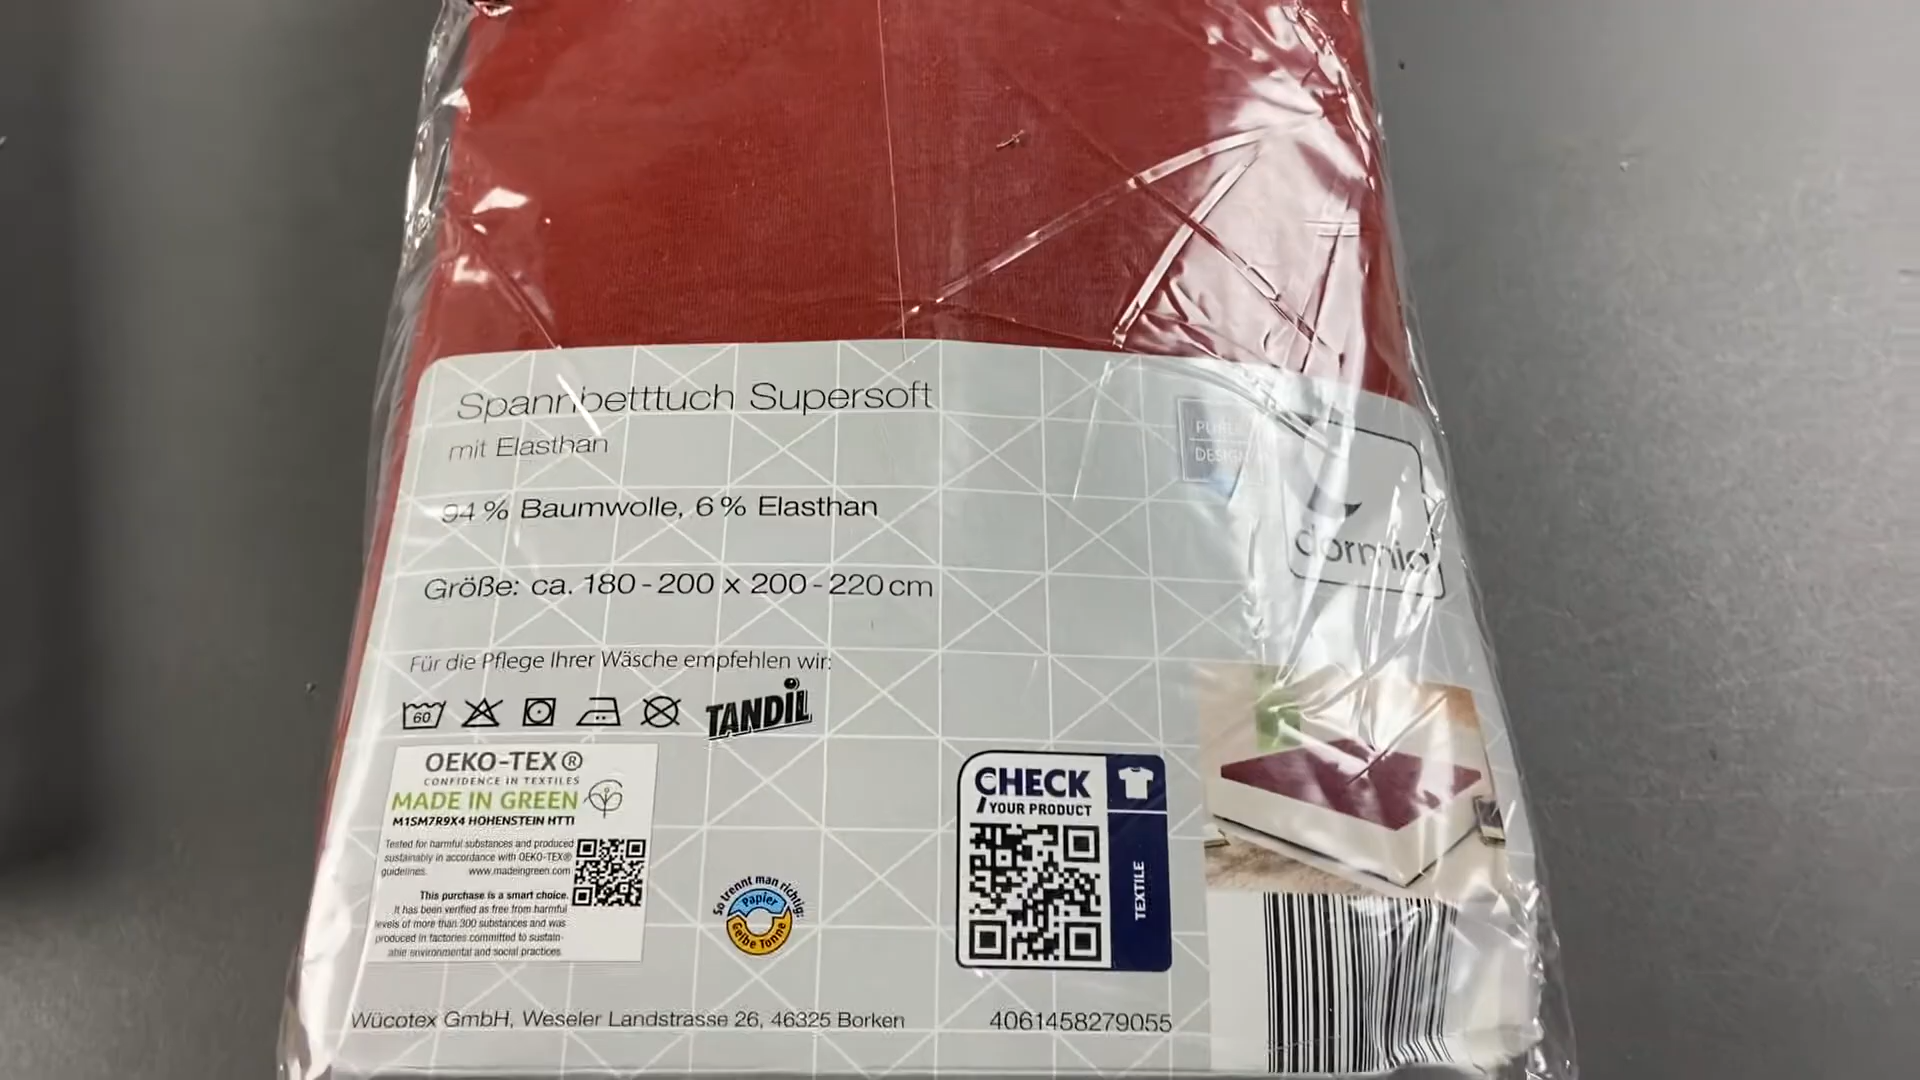 Spannbetttuch Supersoft
mit Elasthan
94 % Baumwolle, 6 % Elasthan
Größe: ca. 180 - 200 x 200 - 220 cm
PURE
DESIGN
dormia
Für die Pflege Ihrer Wäsche empfehlen wir:
60
TANDIL
OEKO-TEX®
CONFIDENCE IN TEXTILES
MADE IN GREEN
M1SM7R9X4 HOHENSTEIN HTTI
Tested for harmful substances and produced
sustainably in accordance with OEKO-TEX®
guidelines. www.madeingreen.com
This purchase is a smart choice.
It has been verified as free from harmful
levels of more than 300 substances and was
produced in factories committed to sustain-
able environmental and social practices.
So trennt man richtig:
Papier
Gelbe Tonne
CHECK
YOUR PRODUCT
TEXTILE
Wücotex GmbH, Weseler Landstrasse 26, 46325 Borken
4061458279055